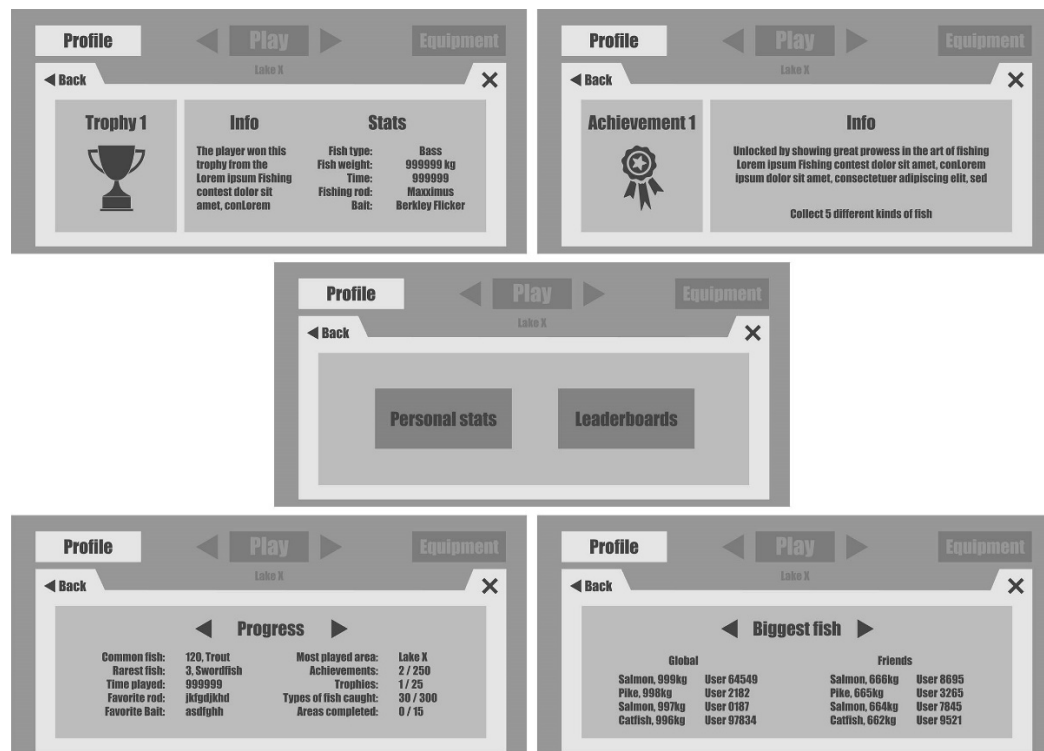 Profile
Play
Equipment
Lake X
Back
Trophy 1
Info
The player won this
trophy from the
Lorem ipsum Fishing
contest dolor sit
amet, conLorem
Stats
Fish type: Bass
Fish weight: 999999 kg
Time: 999999
Fishing rod: Maxximus
Bait: Berkley Flicker
Profile
Play
Equipment
Lake X
Back
Achievement 1
Info
Unlocked by showing great prowess in the art of fishing
Lorem ipsum Fishing contest dolor sit amet, conLorem
ipsum dolor sit amet, consectetuer adipiscing elit, sed
Collect 5 different kinds of fish
Profile
Play
Equipment
Lake X
Back
Personal stats
Leaderboards
Profile
Play
Equipment
Lake X
Back
Progress
Common fish: 120, Trout
Rarest fish: 3, Swordfish
Time played: 999999
Favorite rod: jkfgdjkhd
Favorite Bait: asdfghh
Most played area: Lake X
Achievements: 2 / 250
Trophies: 1 / 25
Types of fish caught: 30 / 300
Areas completed: 0 / 15
Profile
Play
Equipment
Lake X
Back
Biggest fish
Global
Salmon, 999kg User 64549
Pike, 998kg User 2182
Salmon, 997kg User 0187
Catfish, 996kg User 97834
Friends
Salmon, 666kg User 8695
Pike, 665kg User 3265
Salmon, 664kg User 7845
Catfish, 662kg User 9521